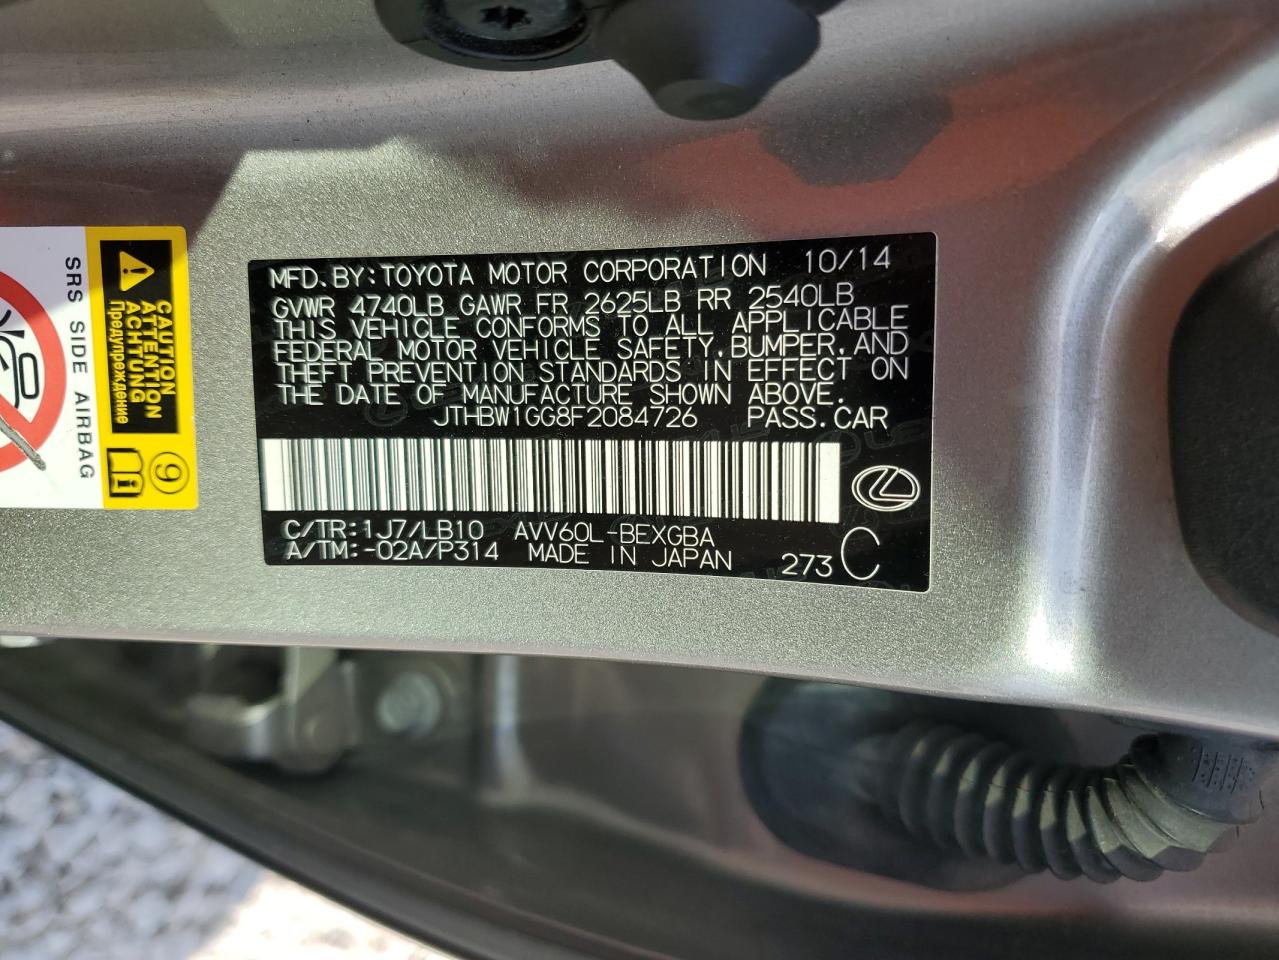 MFD.BY:TOYOTA MOTOR CORPORATION 10/14
GVWR 4740LB GAWR FR 2625LB RR 2540LB
THIS VEHICLE CONFORMS TO ALL APPLICABLE
FEDERAL MOTOR VEHICLE SAFETY,BUMPER,AND
THEFT PREVENTION STANDARDS IN EFFECT ON
THE DATE OF MANUFACTURE SHOWN ABOVE.
JTHBW1GG8F2084726 PASS.CAR
C/TR:1J7/LB10 AVV60L-BEXGBA
A/TM:-02A/P314 MADE IN JAPAN 273 C
CAUTION
ATTENTION
ACHTUNG
Предупреждение
SRS SIDE AIRBAG
9